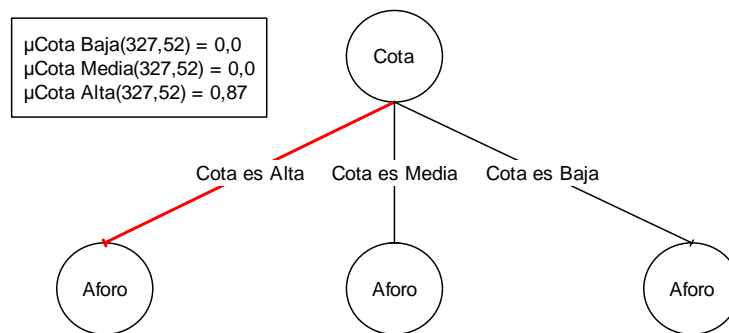 µCota Baja(327,52) = 0,0
µCota Media(327,52) = 0,0
µCota Alta(327,52) = 0,87
Cota
Cota es Alta
Cota es Media
Cota es Baja
Aforo
Aforo
Aforo